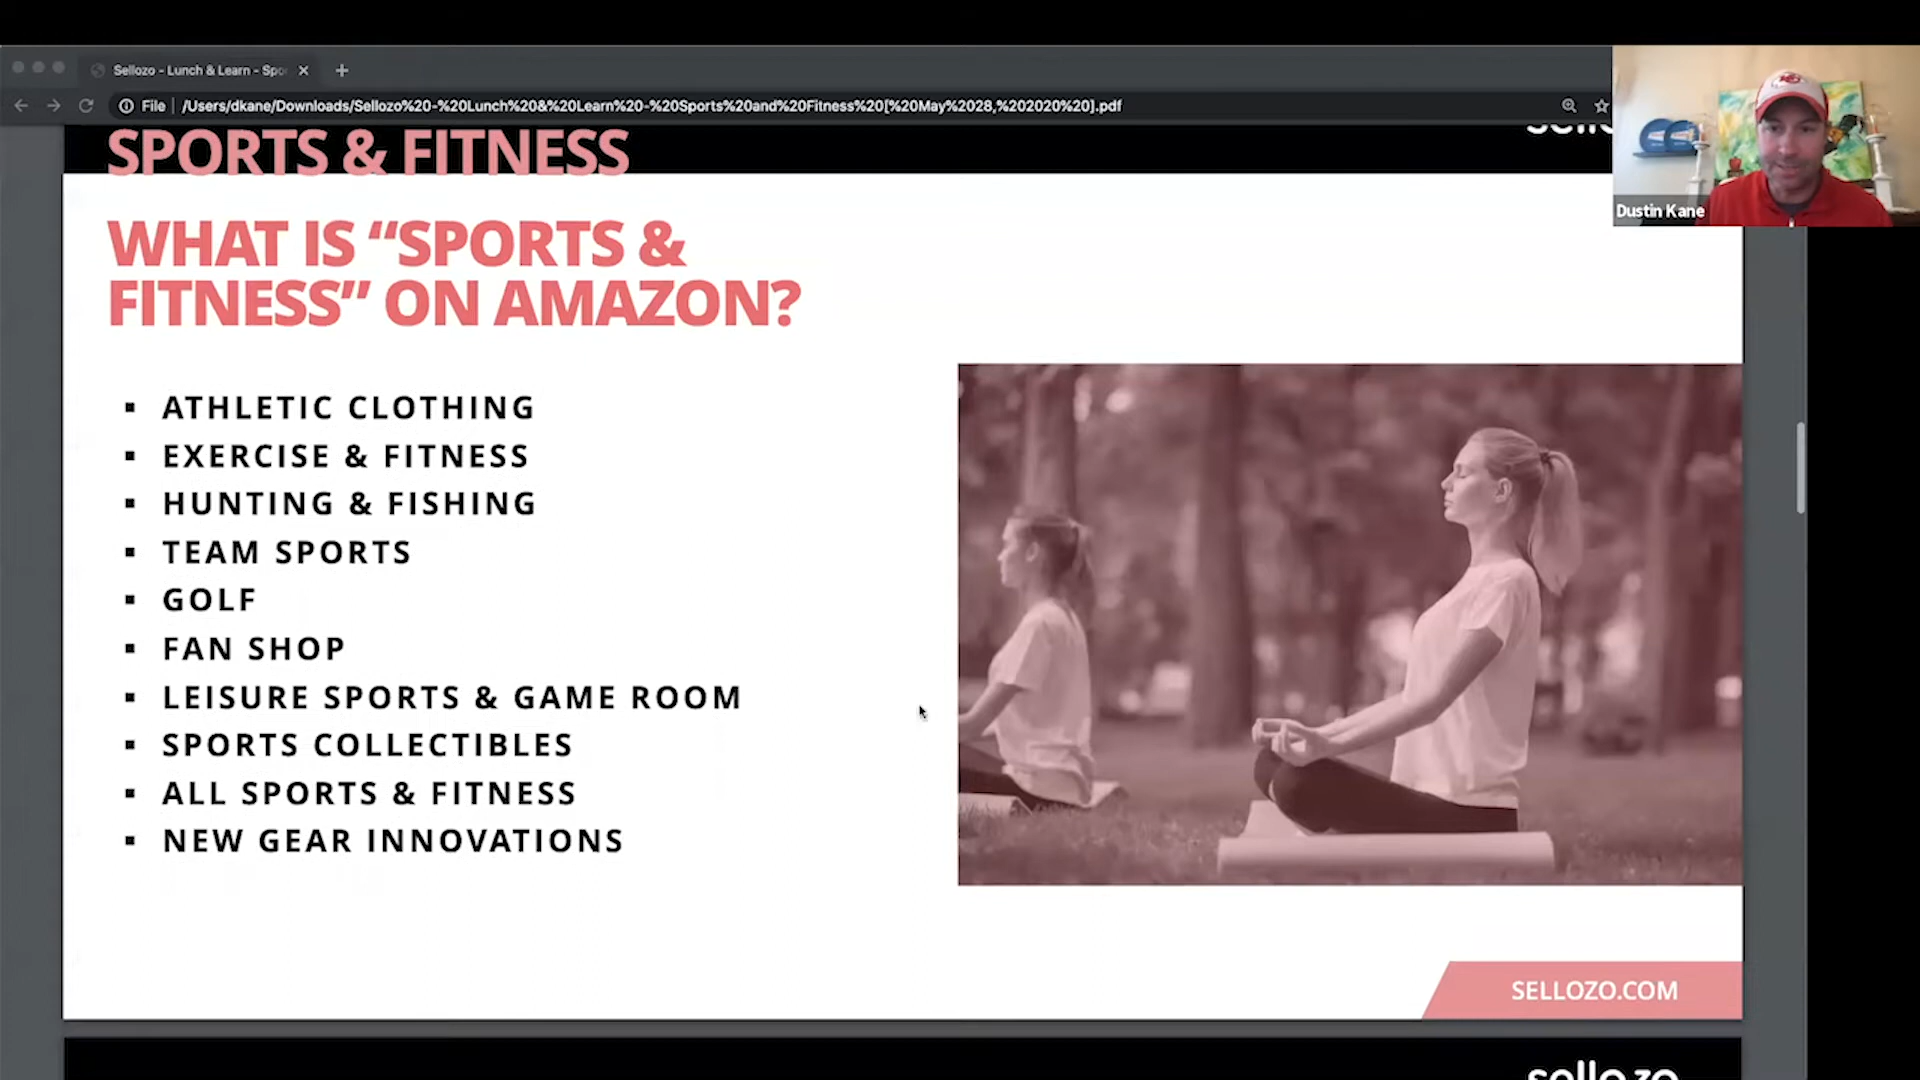 Sellozo - Lunch & Learn - Spo
File
/Users/dkane/Downloads/Sellozo%20-%20Lunch%20&%20Learn%20-%20Sports%20and%20Fitness%20[%20May%2028,%202020%20].pdf
SPORTS & FITNESS
Dustin Kane
WHAT IS “SPORTS &
FITNESS” ON AMAZON?
▪ ATHLETIC CLOTHING
▪ EXERCISE & FITNESS
▪ HUNTING & FISHING
▪ TEAM SPORTS
▪ GOLF
▪ FAN SHOP
▪ LEISURE SPORTS & GAME ROOM
▪ SPORTS COLLECTIBLES
▪ ALL SPORTS & FITNESS
▪ NEW GEAR INNOVATIONS
SELLOZO.COM
sellozo